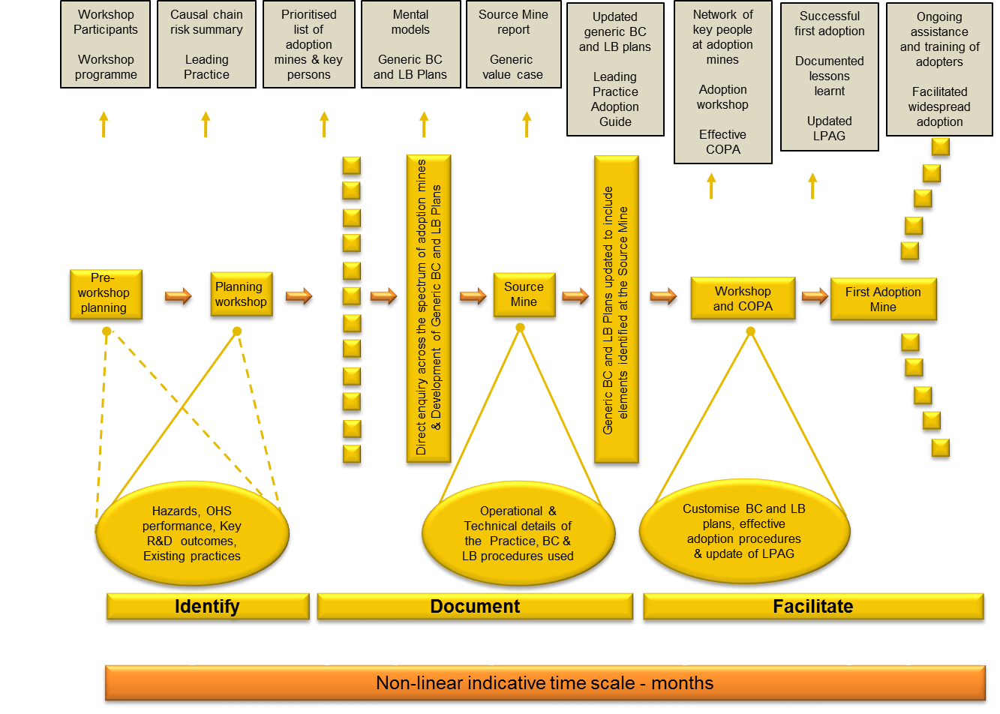 Workshop
Participants
Workshop
programme
Causal chain
risk summary
Leading
Practice
Prioritised
list of
adoption
mines & key
persons
Mental
models
Generic BC
and LB Plans
Source Mine
report
Generic
value case
Updated
generic BC
and LB plans
Leading
Practice
Adoption
Guide
Network of
key people
at adoption
mines
Adoption
workshop
Effective
COPA
Successful
first adoption
Documented
lessons
learnt
Updated
LPAG
Ongoing
assistance
and training of
adopters
Facilitated
widespread
adoption
Pre-
workshop
planning
Planning
workshop
Direct enquiry across the spectrum of adoption mines
& Development of Generic BC and LB Plans
Source
Mine
Generic BC and LB Plans updated to include
elements identified at the Source Mine
Workshop
and COPA
First Adoption
Mine
Hazards, OHS
performance, Key
R&D outcomes,
Existing practices
Operational &
Technical details of
the Practice, BC &
LB procedures used
Customise BC and LB
plans, effective
adoption procedures
& update of LPAG
Identify
Document
Facilitate
Non-linear indicative time scale - months